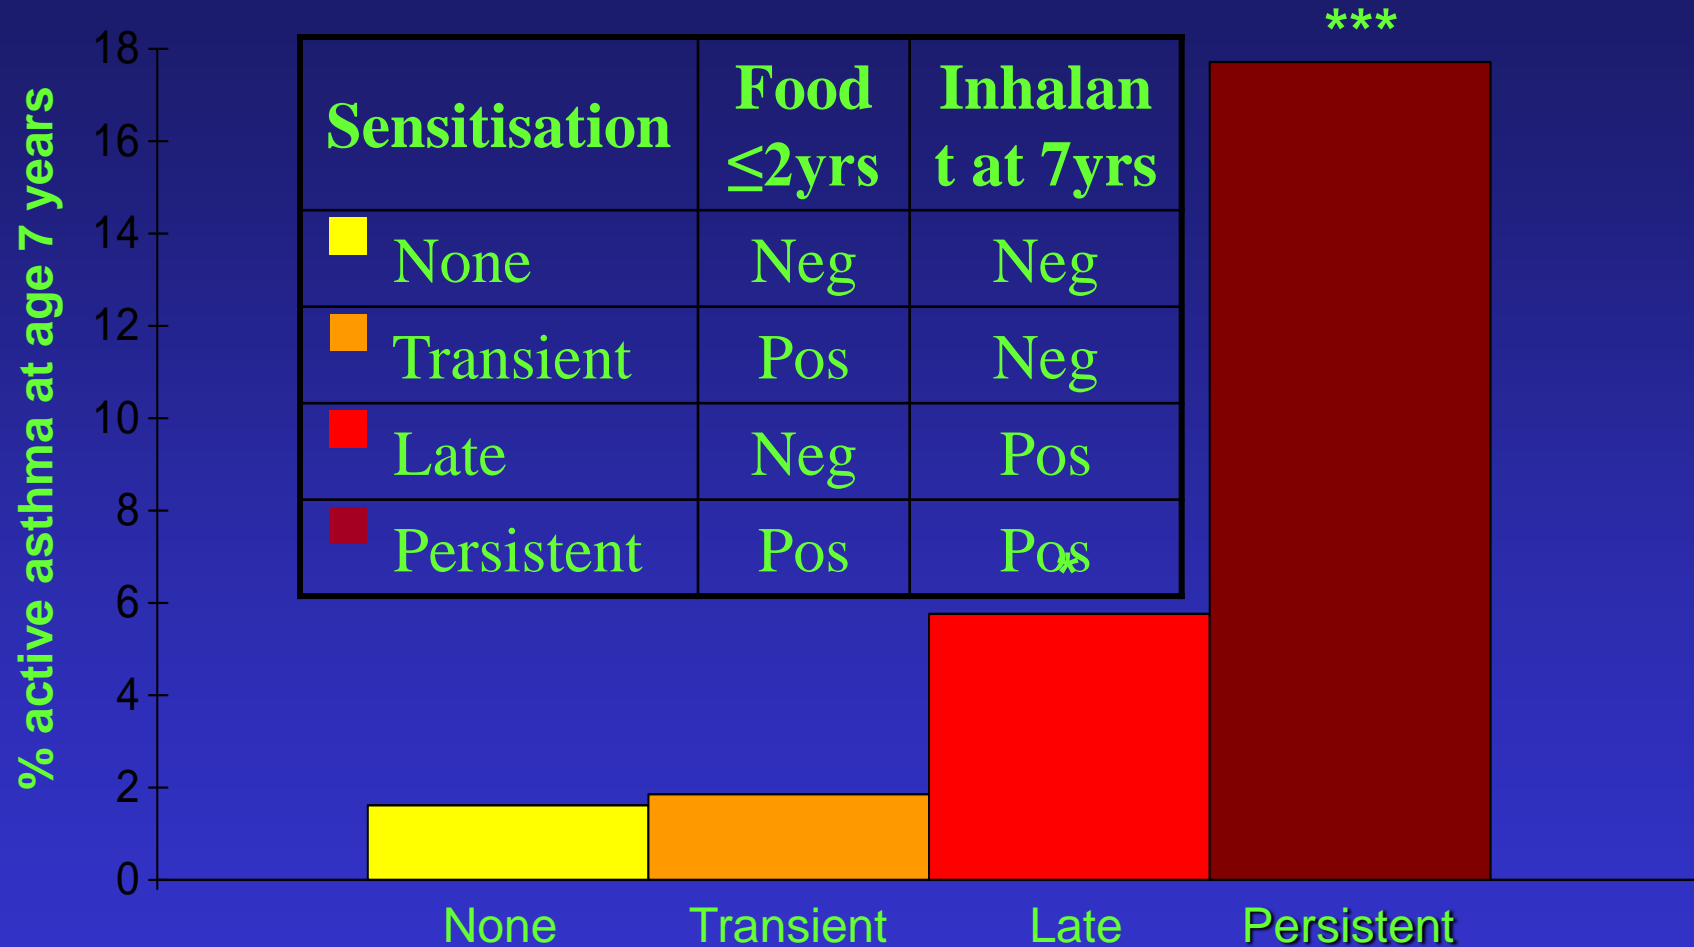 ***
% active asthma at age 7 years
18
16
14
12
10
8
6
4
2
0
Sensitisation
Food
≤2yrs
Inhalan
t at 7yrs
None Neg Neg
Transient Pos Neg
Late Neg Pos
Persistent Pos Pos
*
None Transient Late Persistent